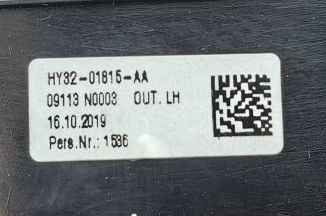 HY32-01815-AA
09113 N0003 OUT. LH
16.10.2019
Pers.Nr.: 1536